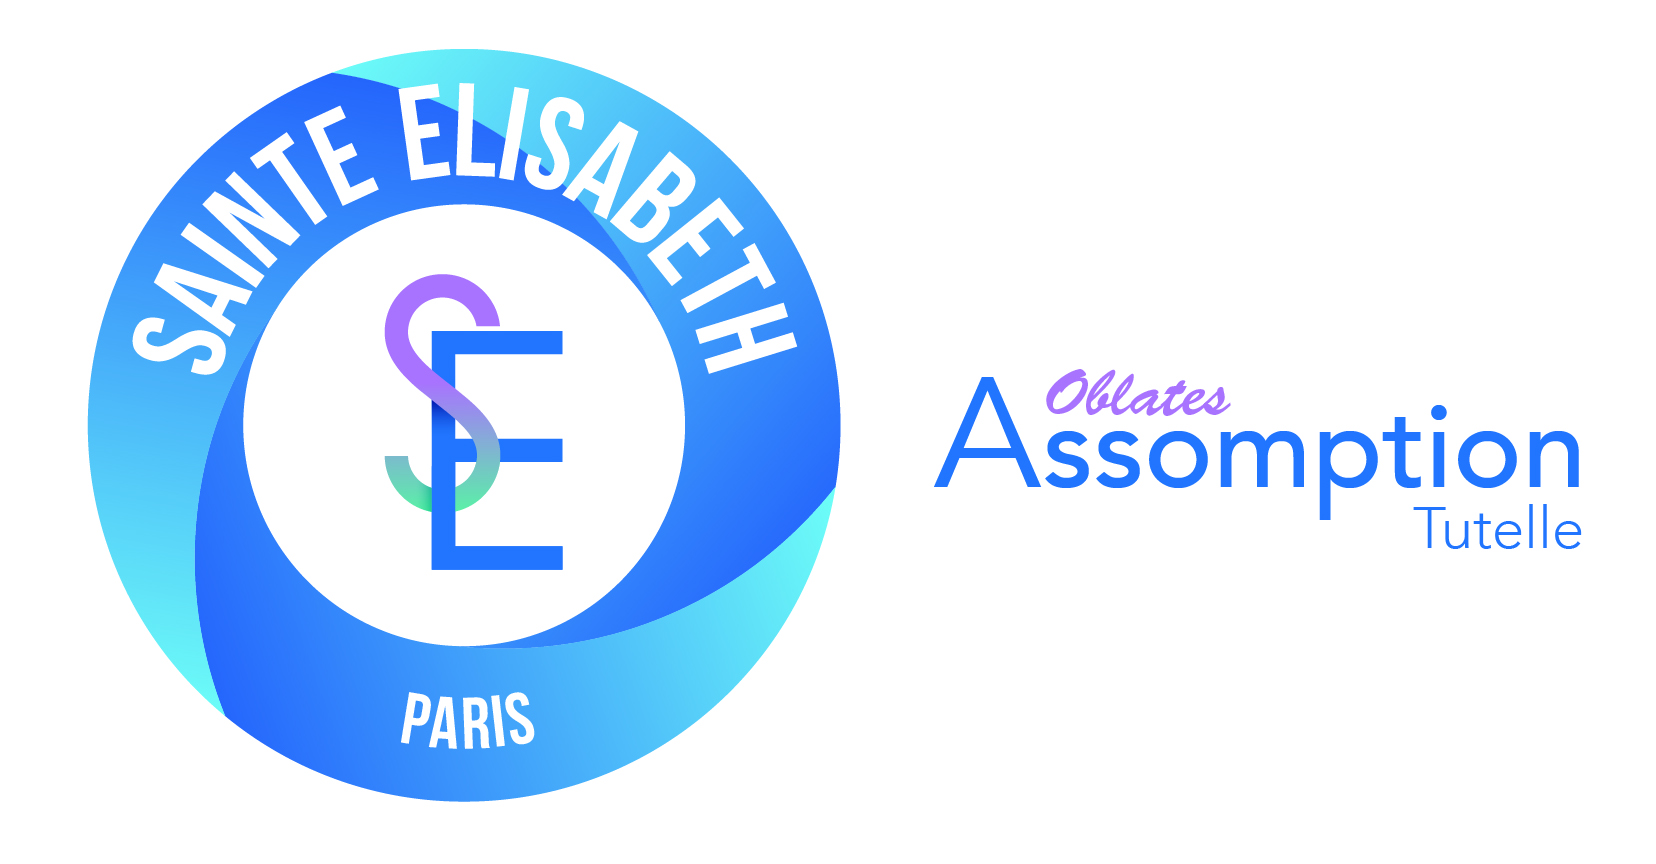 SAINTE ELISABETH
SE
PARIS
Oblates
Assomption
Tutelle